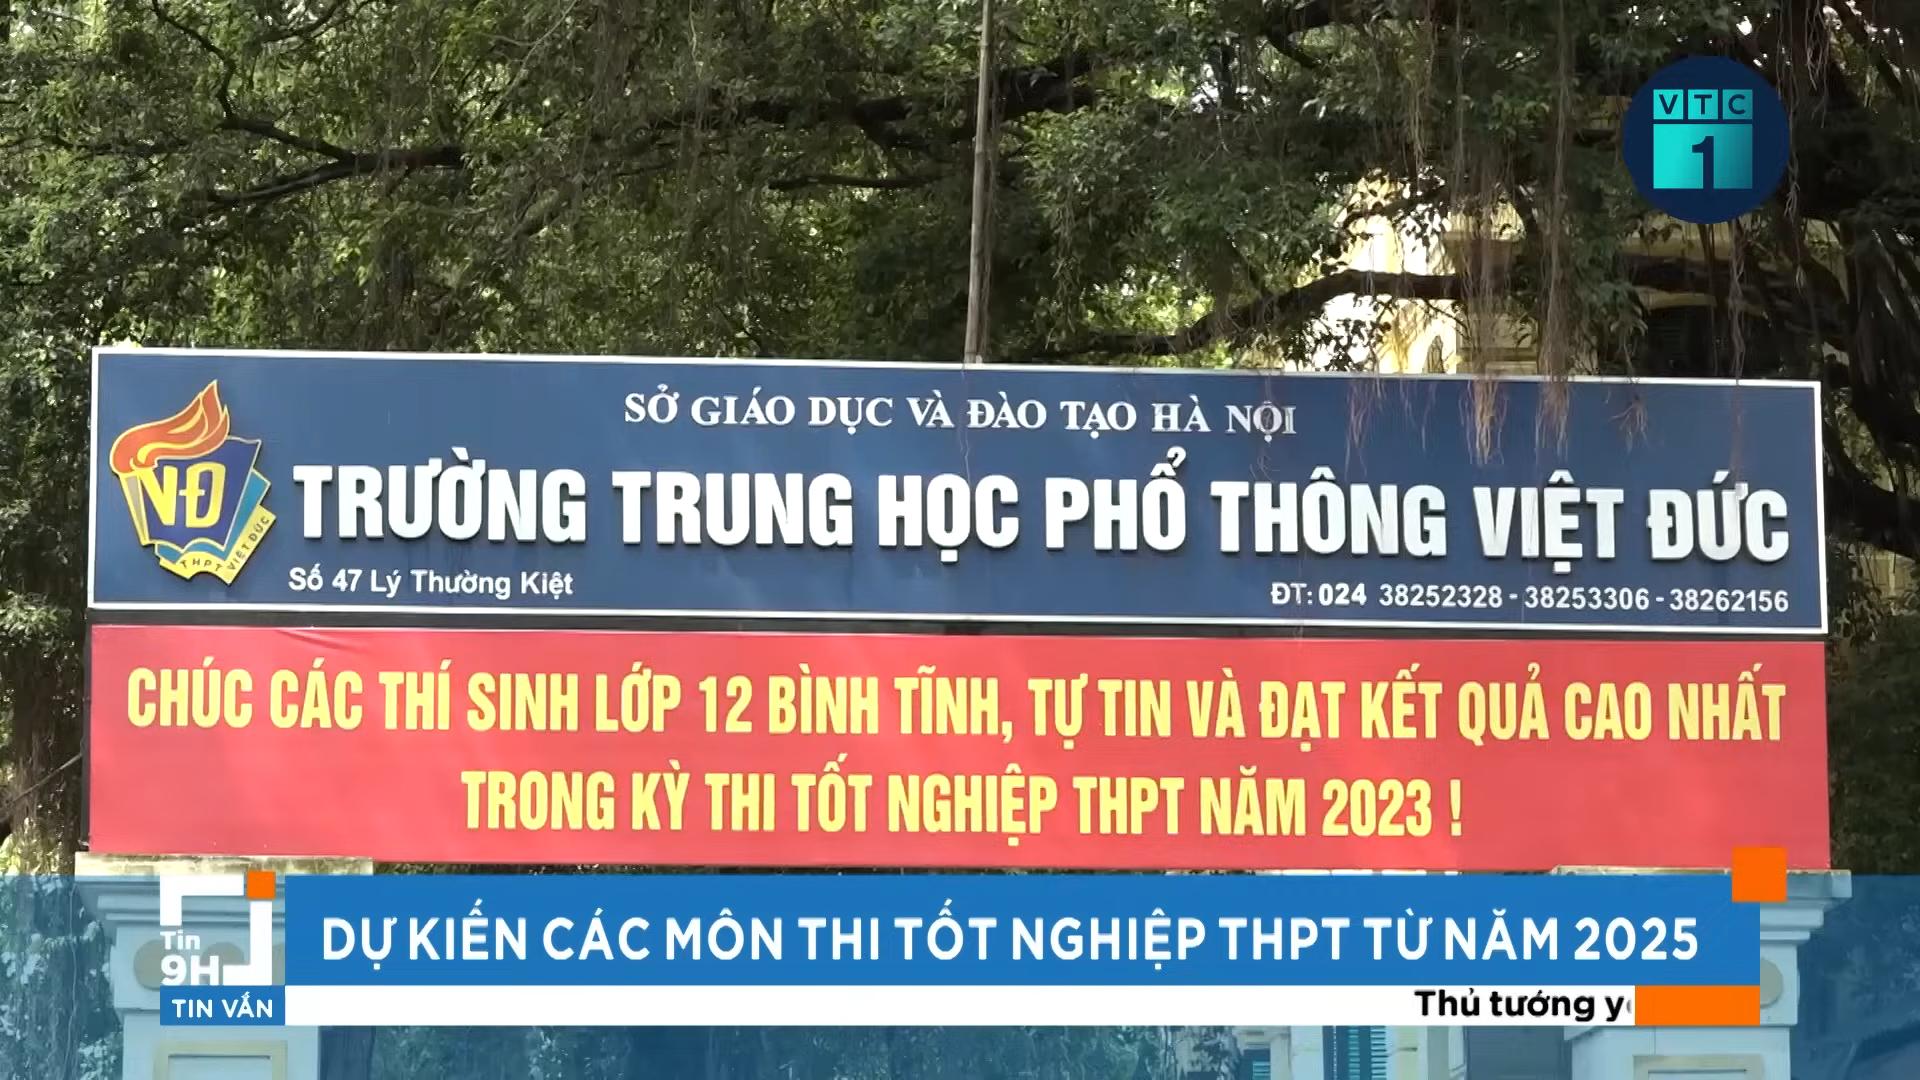 VTC
1
SỞ GIÁO DỤC VÀ ĐÀO TẠO HÀ NỘI
VĐ
THPT VIỆT ĐỨC
TRƯỜNG TRUNG HỌC PHỔ THÔNG VIỆT ĐỨC
Số 47 Lý Thường Kiệt
ĐT: 024 38252328 - 38253306 - 38262156
CHÚC CÁC THÍ SINH LỚP 12 BÌNH TĨNH, TỰ TIN VÀ ĐẠT KẾT QUẢ CAO NHẤT
TRONG KỲ THI TỐT NGHIỆP THPT NĂM 2023 !
Tin
9H
DỰ KIẾN CÁC MÔN THI TỐT NGHIỆP THPT TỪ NĂM 2025
TIN VẮN
Thủ tướng